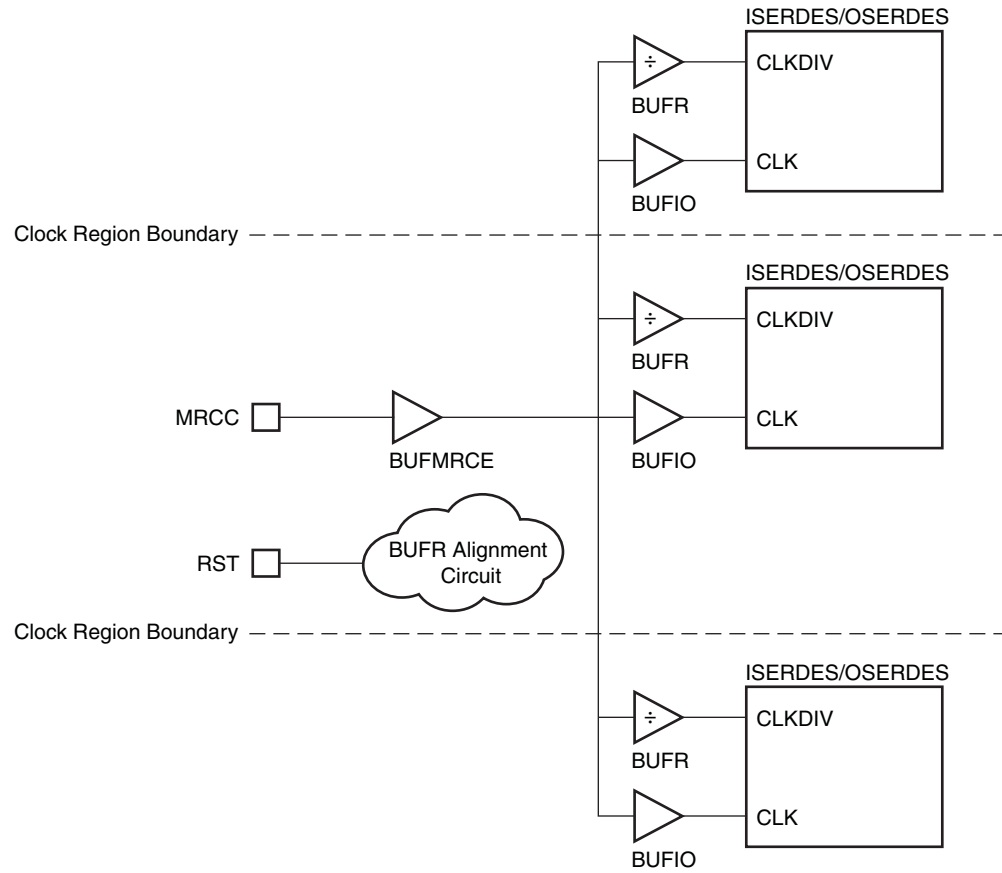 ISERDES/OSERDES
÷
CLKDIV
BUFR
CLK
BUFIO
Clock Region Boundary
ISERDES/OSERDES
÷
CLKDIV
BUFR
MRCC
CLK
BUFMRCE
BUFIO
RST
BUFR Alignment
Circuit
Clock Region Boundary
ISERDES/OSERDES
÷
CLKDIV
BUFR
CLK
BUFIO